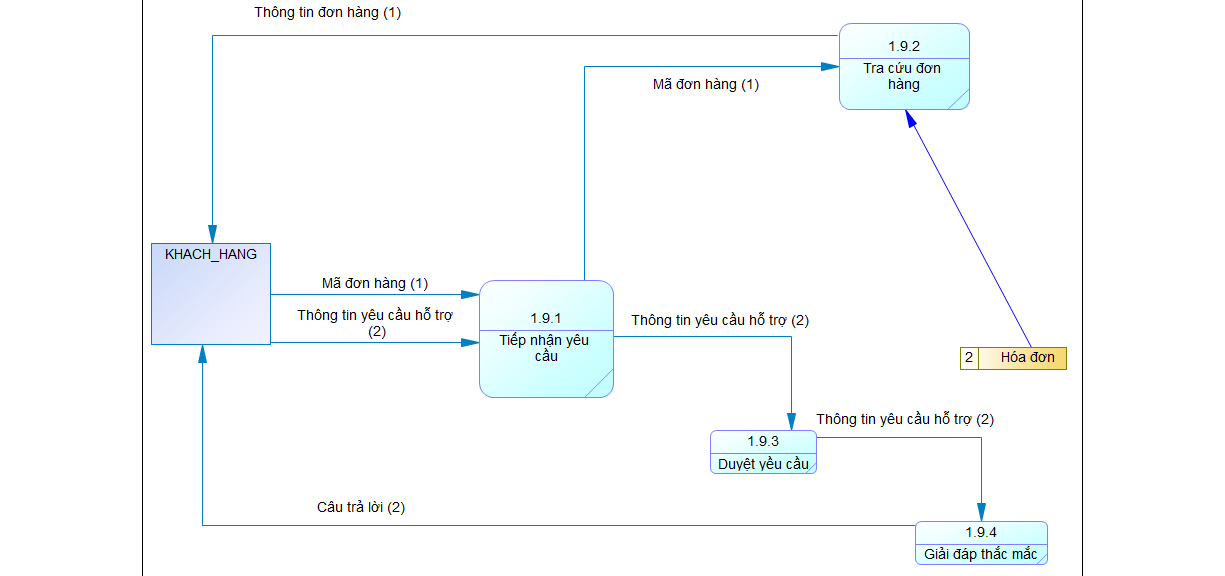 Thông tin đơn hàng (1)
1.9.2
Tra cứu đơn
hàng
Mã đơn hàng (1)
KHACH_HANG
Mã đơn hàng (1)
Thông tin yêu cầu hỗ trợ
(2)
1.9.1
Tiếp nhận yêu
cầu
Thông tin yêu cầu hỗ trợ (2)
2 Hóa đơn
Thông tin yêu cầu hỗ trợ (2)
1.9.3
Duyệt yều cầu
Câu trả lời (2)
1.9.4
Giải đáp thắc mắc